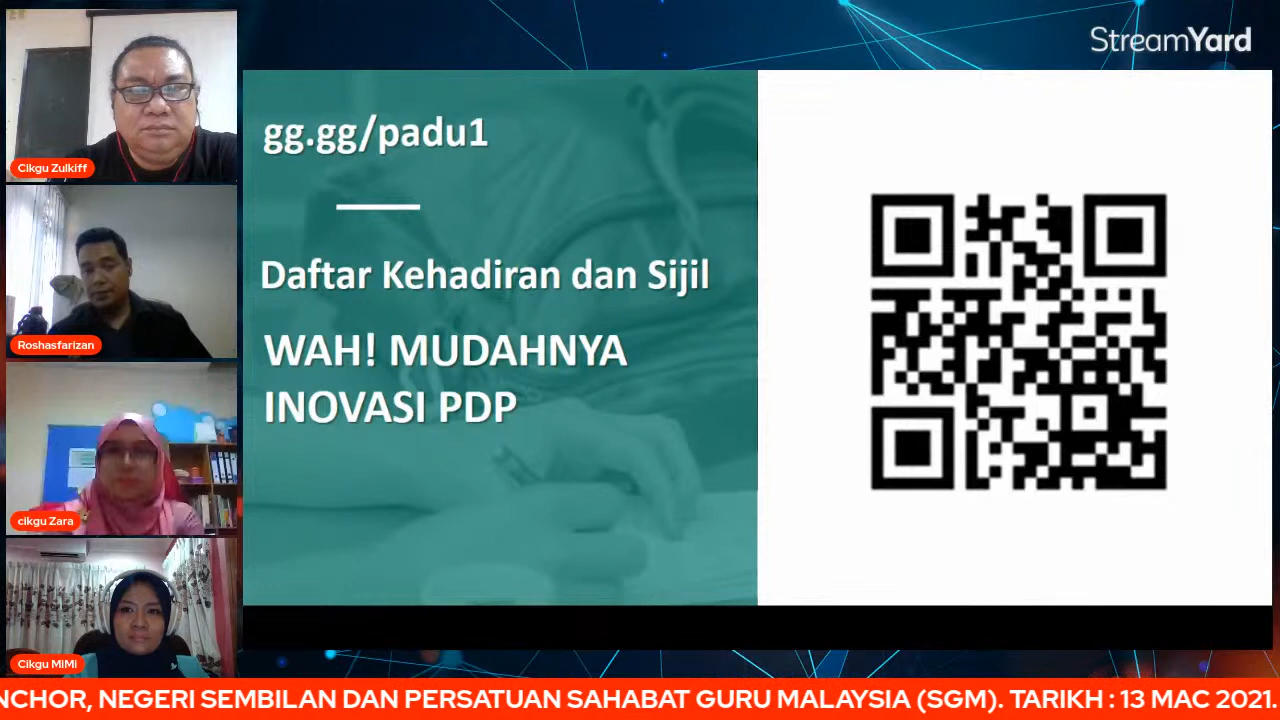 StreamYard
Cikgu Zulkiff
Roshasfarizan
cikgu Zara
Cikgu MIMi
gg.gg/padu1
Daftar Kehadiran dan Sijil
WAH! MUDAHNYA
INOVASI PDP
NCHOR, NEGERI SEMBILAN DAN PERSATUAN SAHABAT GURU MALAYSIA (SGM). TARIKH : 13 MAC 2021.